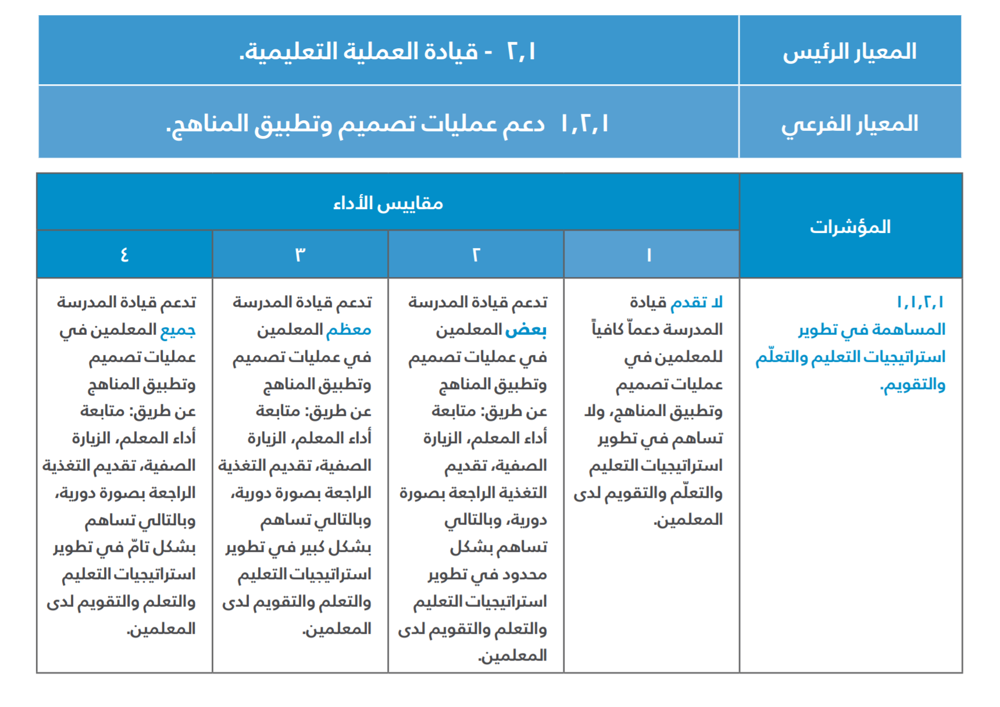 المعيار الرئيس
٢,١ - قيادة العملية التعليمية.
المعيار الفرعي
١,٢,١ دعم عمليات تصميم وتطبيق المناهج.
المؤشرات
مقاييس الأداء
١
٢
٣
٤
١,١,٢,١
المساهمة في تطوير
استراتيجيات التعليم والتعلّم
والتقويم.
لا تقدم قيادة
المدرسة دعماّ كافياً
للمعلمين في
عمليات تصميم
وتطبيق المناهج، ولا
تساهم في تطوير
استراتيجيات التعليم
والتعلّم والتقويم لدى
المعلمين.
تدعم قيادة المدرسة
بعض المعلمين
في عمليات تصميم
وتطبيق المناهج
عن طريق: متابعة
أداء المعلم، الزيارة
الصفية، تقديم
التغذية الراجعة بصورة
دورية، وبالتالي
تساهم بشكل
محدود في تطوير
استراتيجيات التعليم
والتعلم والتقويم لدى
المعلمين.
تدعم قيادة المدرسة
معظم المعلمين
في عمليات تصميم
وتطبيق المناهج
عن طريق: متابعة
أداء المعلم، الزيارة
الصفية، تقديم التغذية
الراجعة بصورة دورية،
وبالتالي تساهم
بشكل كبير في تطوير
استراتيجيات التعليم
والتعلم والتقويم لدى
المعلمين.
تدعم قيادة المدرسة
جميع المعلمين في
عمليات تصميم
وتطبيق المناهج
عن طريق: متابعة
أداء المعلم، الزيارة
الصفية، تقديم التغذية
الراجعة بصورة دورية،
وبالتالي تساهم
بشكل تامّ في تطوير
استراتيجيات التعليم
والتعلم والتقويم لدى
المعلمين.